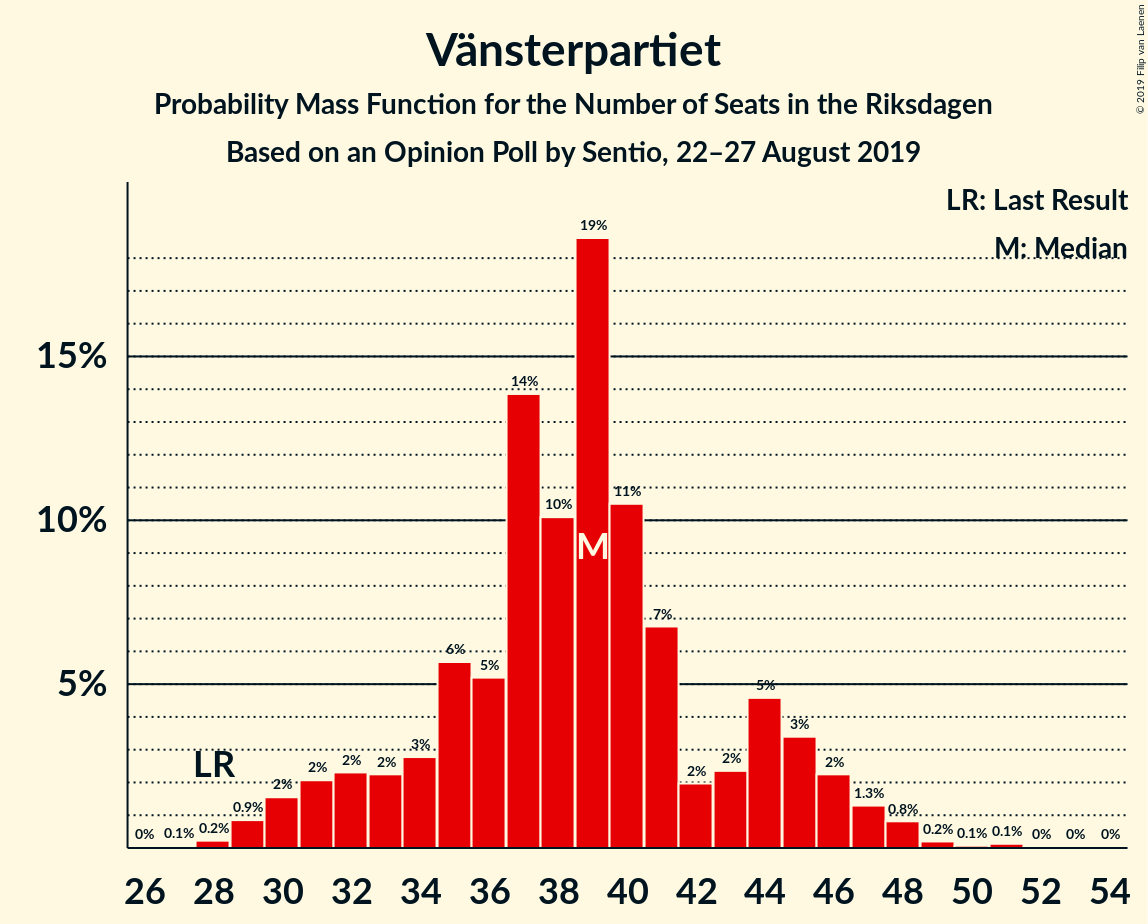 Vänsterpartiet
Probability Mass Function for the Number of Seats in the Riksdagen
Based on an Opinion Poll by Sentio, 22–27 August 2019
© 2019 Filip van Laenen
LR: Last Result
M: Median
15%
10%
5%
0% 0.1% 0.2% 0.9% 2% 2% 2% 2% 3% 6% 5% 14% 10% 19% 11% 7% 2% 2% 5% 3% 2% 1.3% 0.8% 0.2% 0.1% 0.1% 0% 0% 0%
LR
M
26 28 30 32 34 36 38 40 42 44 46 48 50 52 54